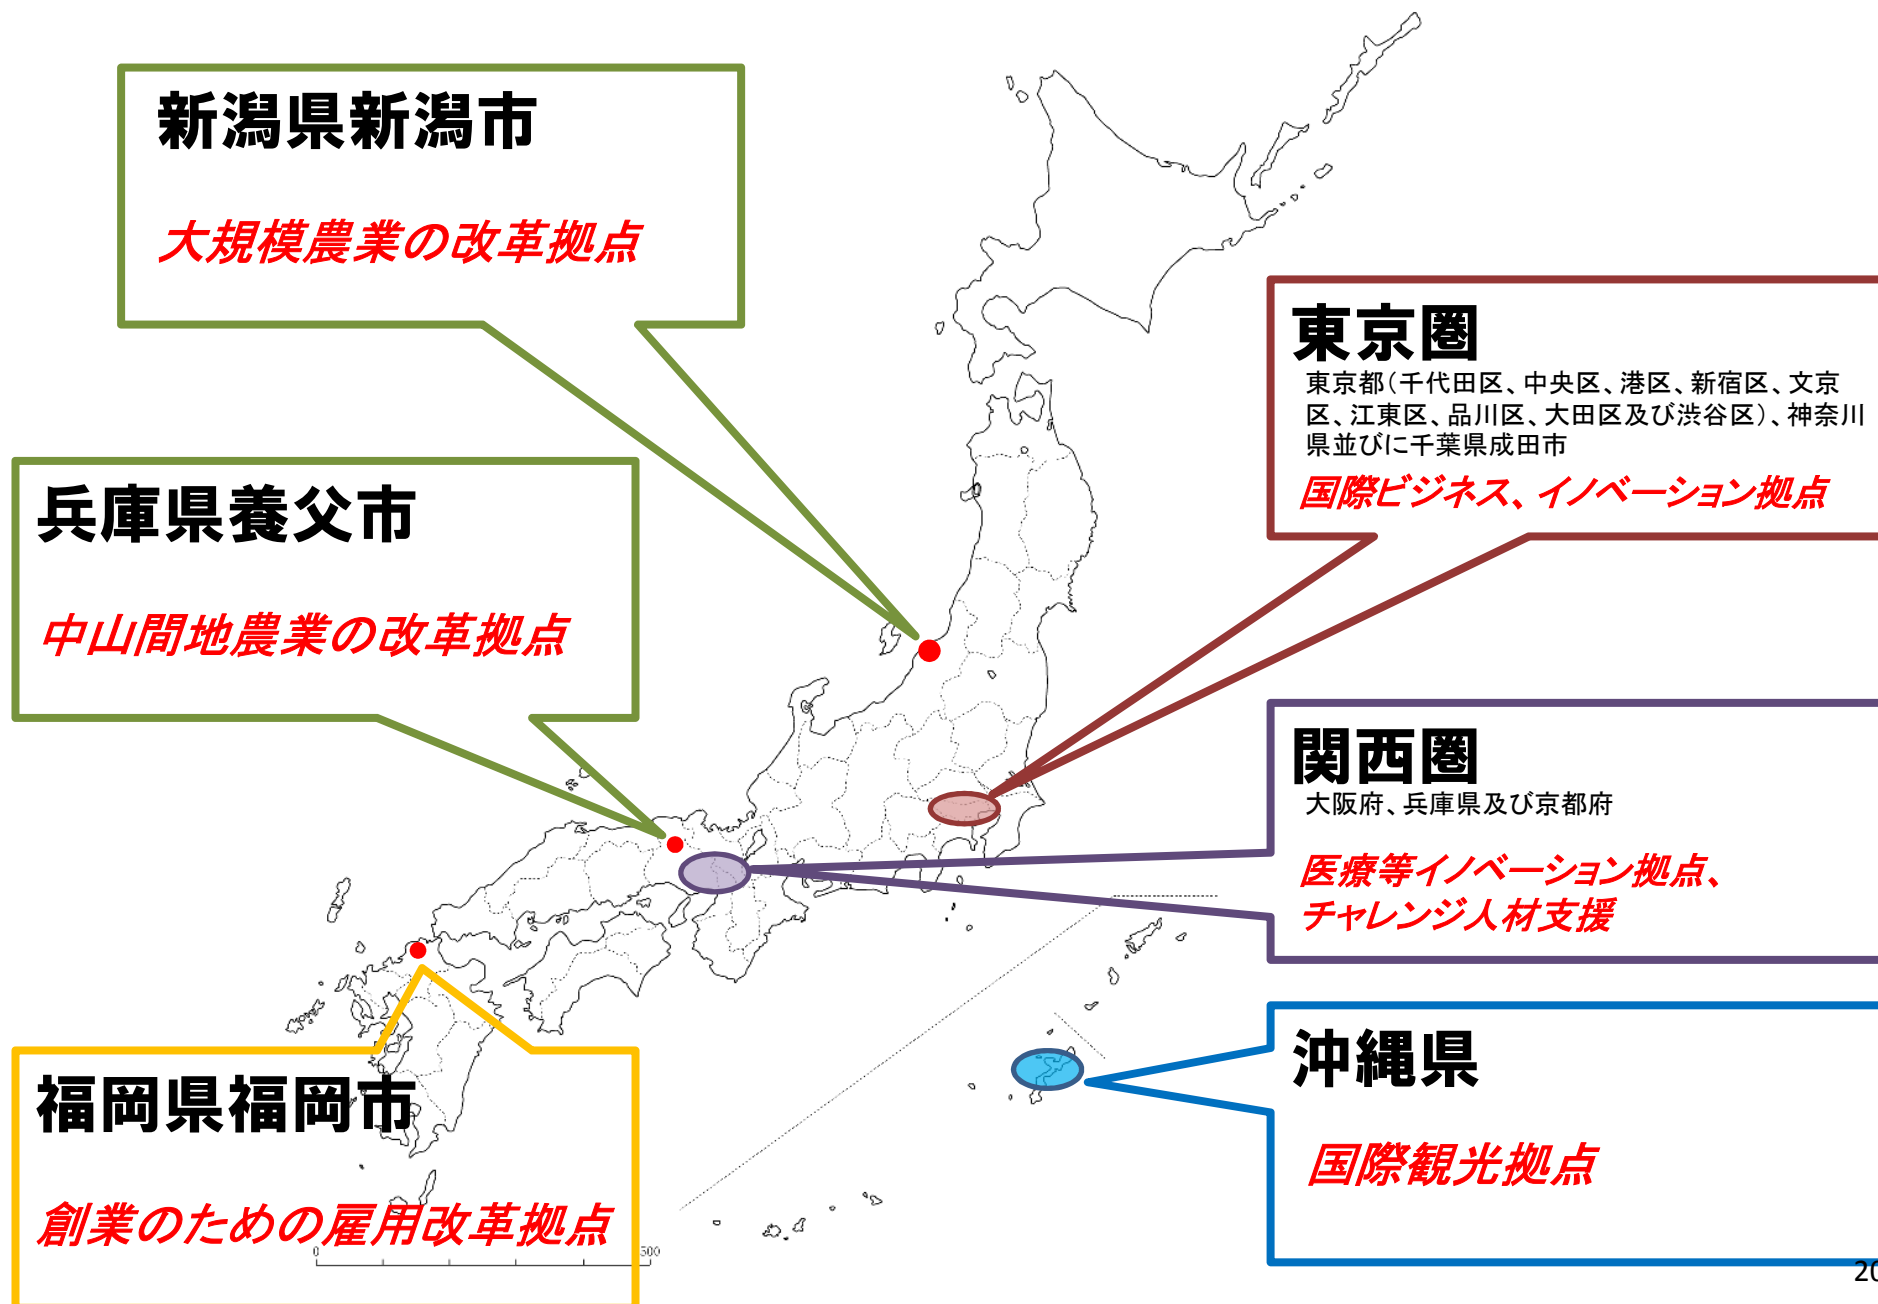 新潟県新潟市
大規模農業の改革拠点
兵庫県養父市
中山間地農業の改革拠点
福岡県福岡市
創業のための雇用改革拠点
0
500
東京圏
東京都（千代田区、中央区、港区、新宿区、文京
区、江東区、品川区、大田区及び渋谷区）、神奈川
県並びに千葉県成田市
国際ビジネス、イノベーション拠点
関西圏
大阪府、兵庫県及び京都府
医療等イノベーション拠点、
チャレンジ人材支援
沖縄県
国際観光拠点
20